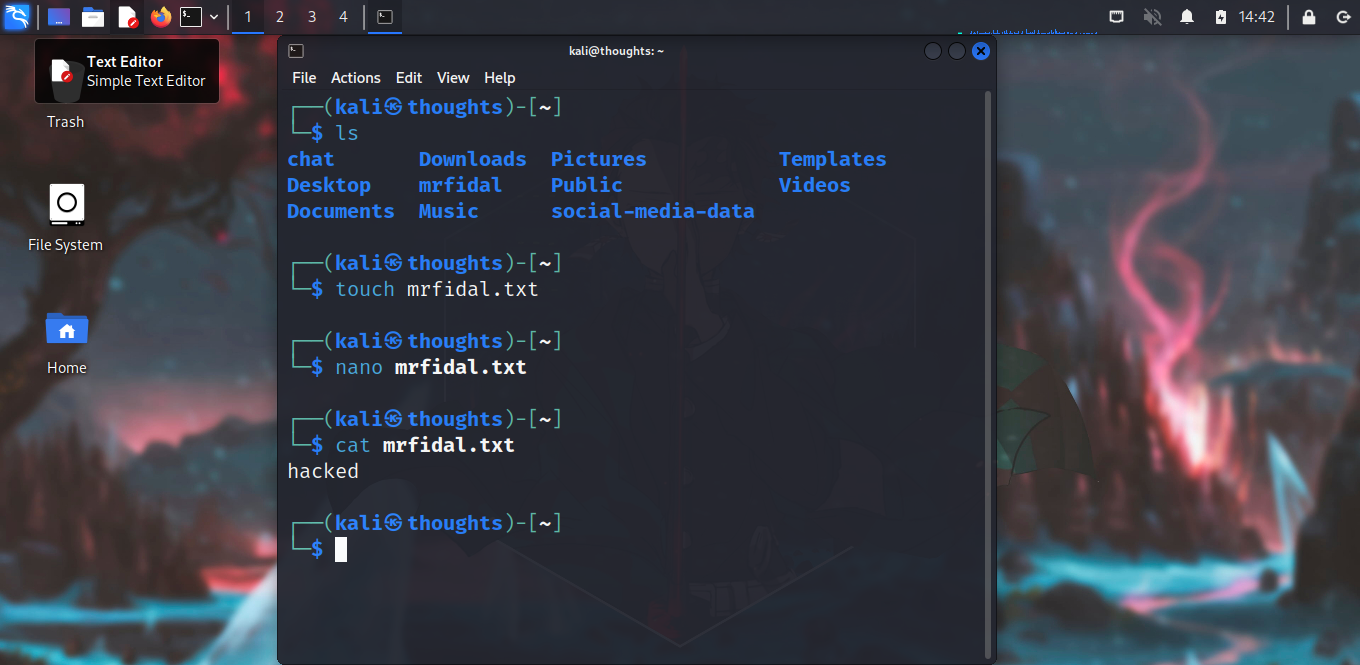 1 2 3 4 14:42
Text Editor
Simple Text Editor
Trash
File System
Home
kali@thoughts: ~
File Actions Edit View Help
┌──(kali㉿thoughts)-[~]
└─$ ls
chat Downloads Pictures Templates
Desktop mrfidal Public Videos
Documents Music social-media-data
┌──(kali㉿thoughts)-[~]
└─$ touch mrfidal.txt
┌──(kali㉿thoughts)-[~]
└─$ nano mrfidal.txt
┌──(kali㉿thoughts)-[~]
└─$ cat mrfidal.txt
hacked
┌──(kali㉿thoughts)-[~]
└─$